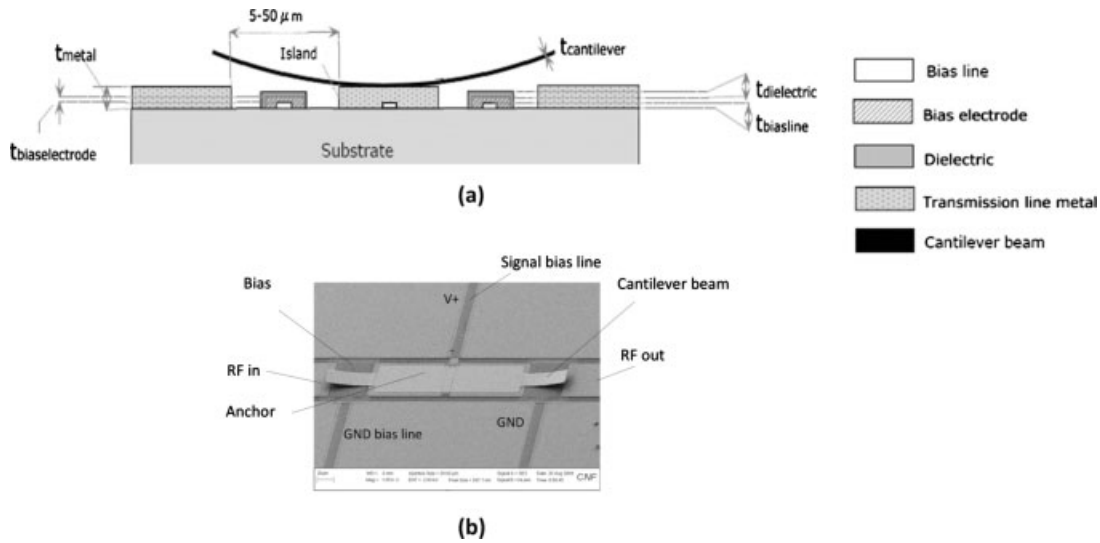 5-50 μm
tmetal
Island
tcantilever
tdielectric
tbiasline
tbiaselectrode
Substrate
(a)
Bias line
Bias electrode
Dielectric
Transmission line metal
Cantilever beam
Signal bias line
Bias
V+
Cantilever beam
RF in
RF out
Anchor
GND
GND bias line
CNF
(b)